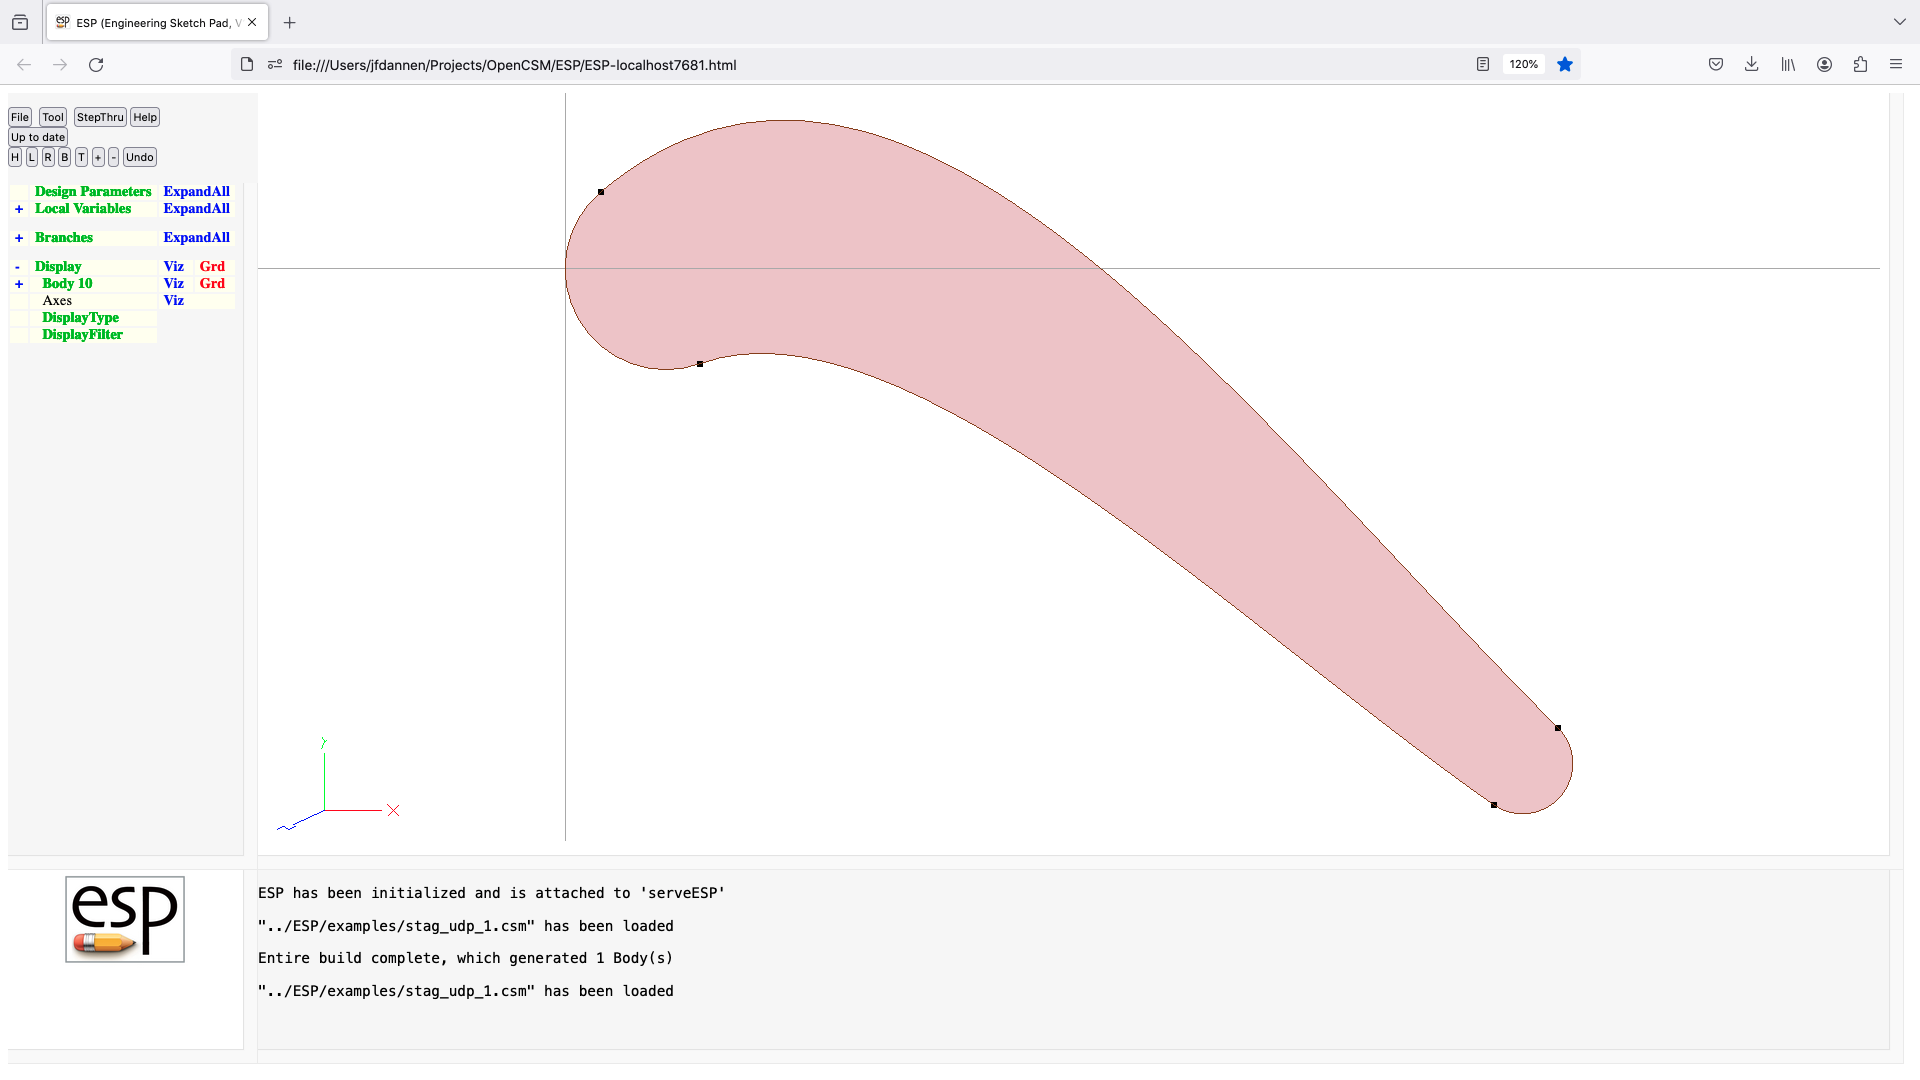 esp ESP (Engineering Sketch Pad, V
file:///Users/jfdannen/Projects/OpenCSM/ESP/ESP-localhost7681.html 120%
File Tool StepThru Help
Up to date
H L R B T + - Undo
Design Parameters ExpandAll
+ Local Variables ExpandAll
+ Branches ExpandAll
- Display Viz Grd
+ Body 10 Viz Grd
Axes Viz
DisplayType
DisplayFilter
Y
X
Z
esp
ESP has been initialized and is attached to 'serveESP'
"../ESP/examples/stag_udp_1.csm" has been loaded
Entire build complete, which generated 1 Body(s)
"../ESP/examples/stag_udp_1.csm" has been loaded